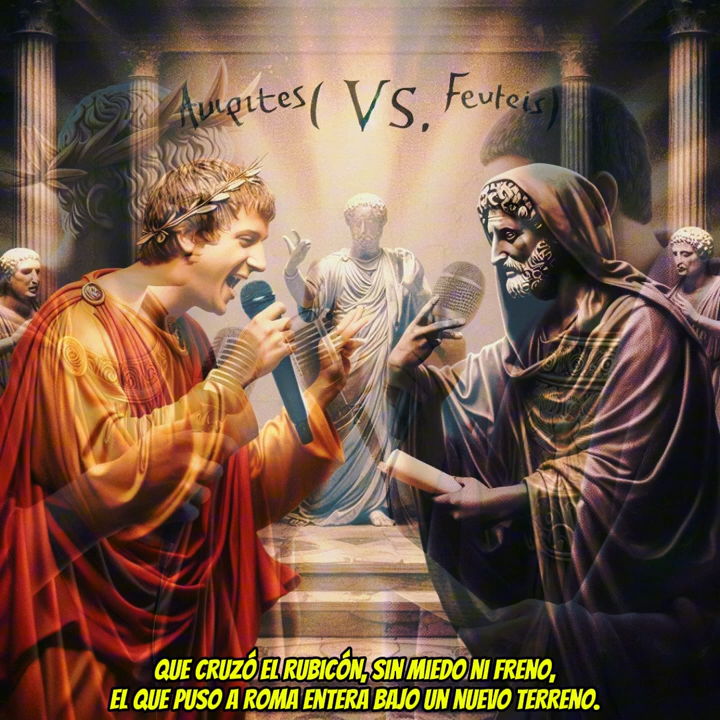 Auqites( VS. Feuteis)
QUE CRUZÓ EL RUBICÓN, SIN MIEDO NI FRENO,
EL QUE PUSO A ROMA ENTERA BAJO UN NUEVO TERRENO.